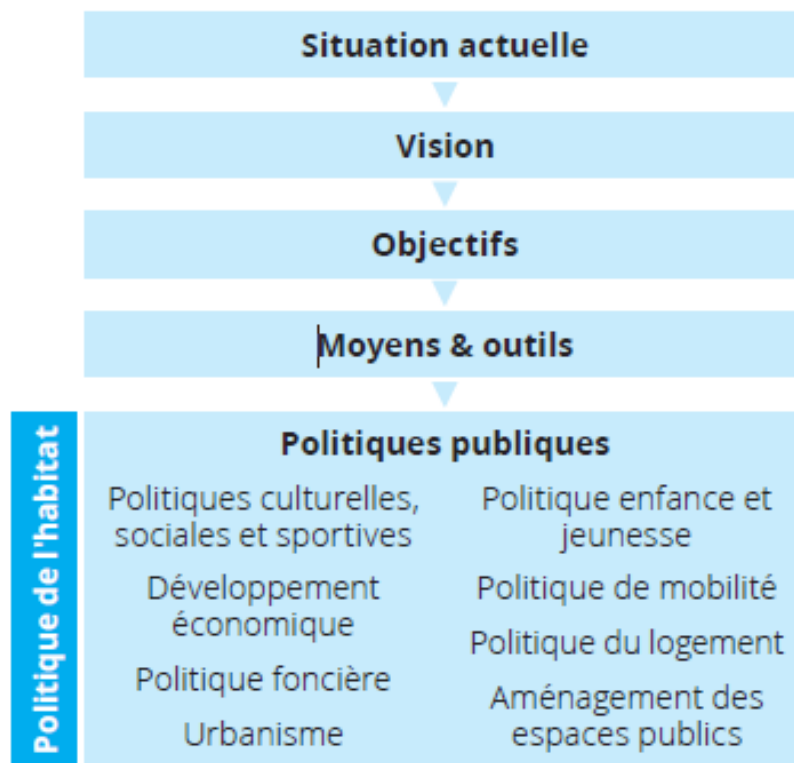 Situation actuelle
Vision
Objectifs
Moyens & outils
Politique de l'habitat
Politiques publiques
Politiques culturelles,
sociales et sportives
Développement
économique
Politique foncière
Urbanisme
Politique enfance et
jeunesse
Politique de mobilité
Politique du logement
Aménagement des
espaces publics